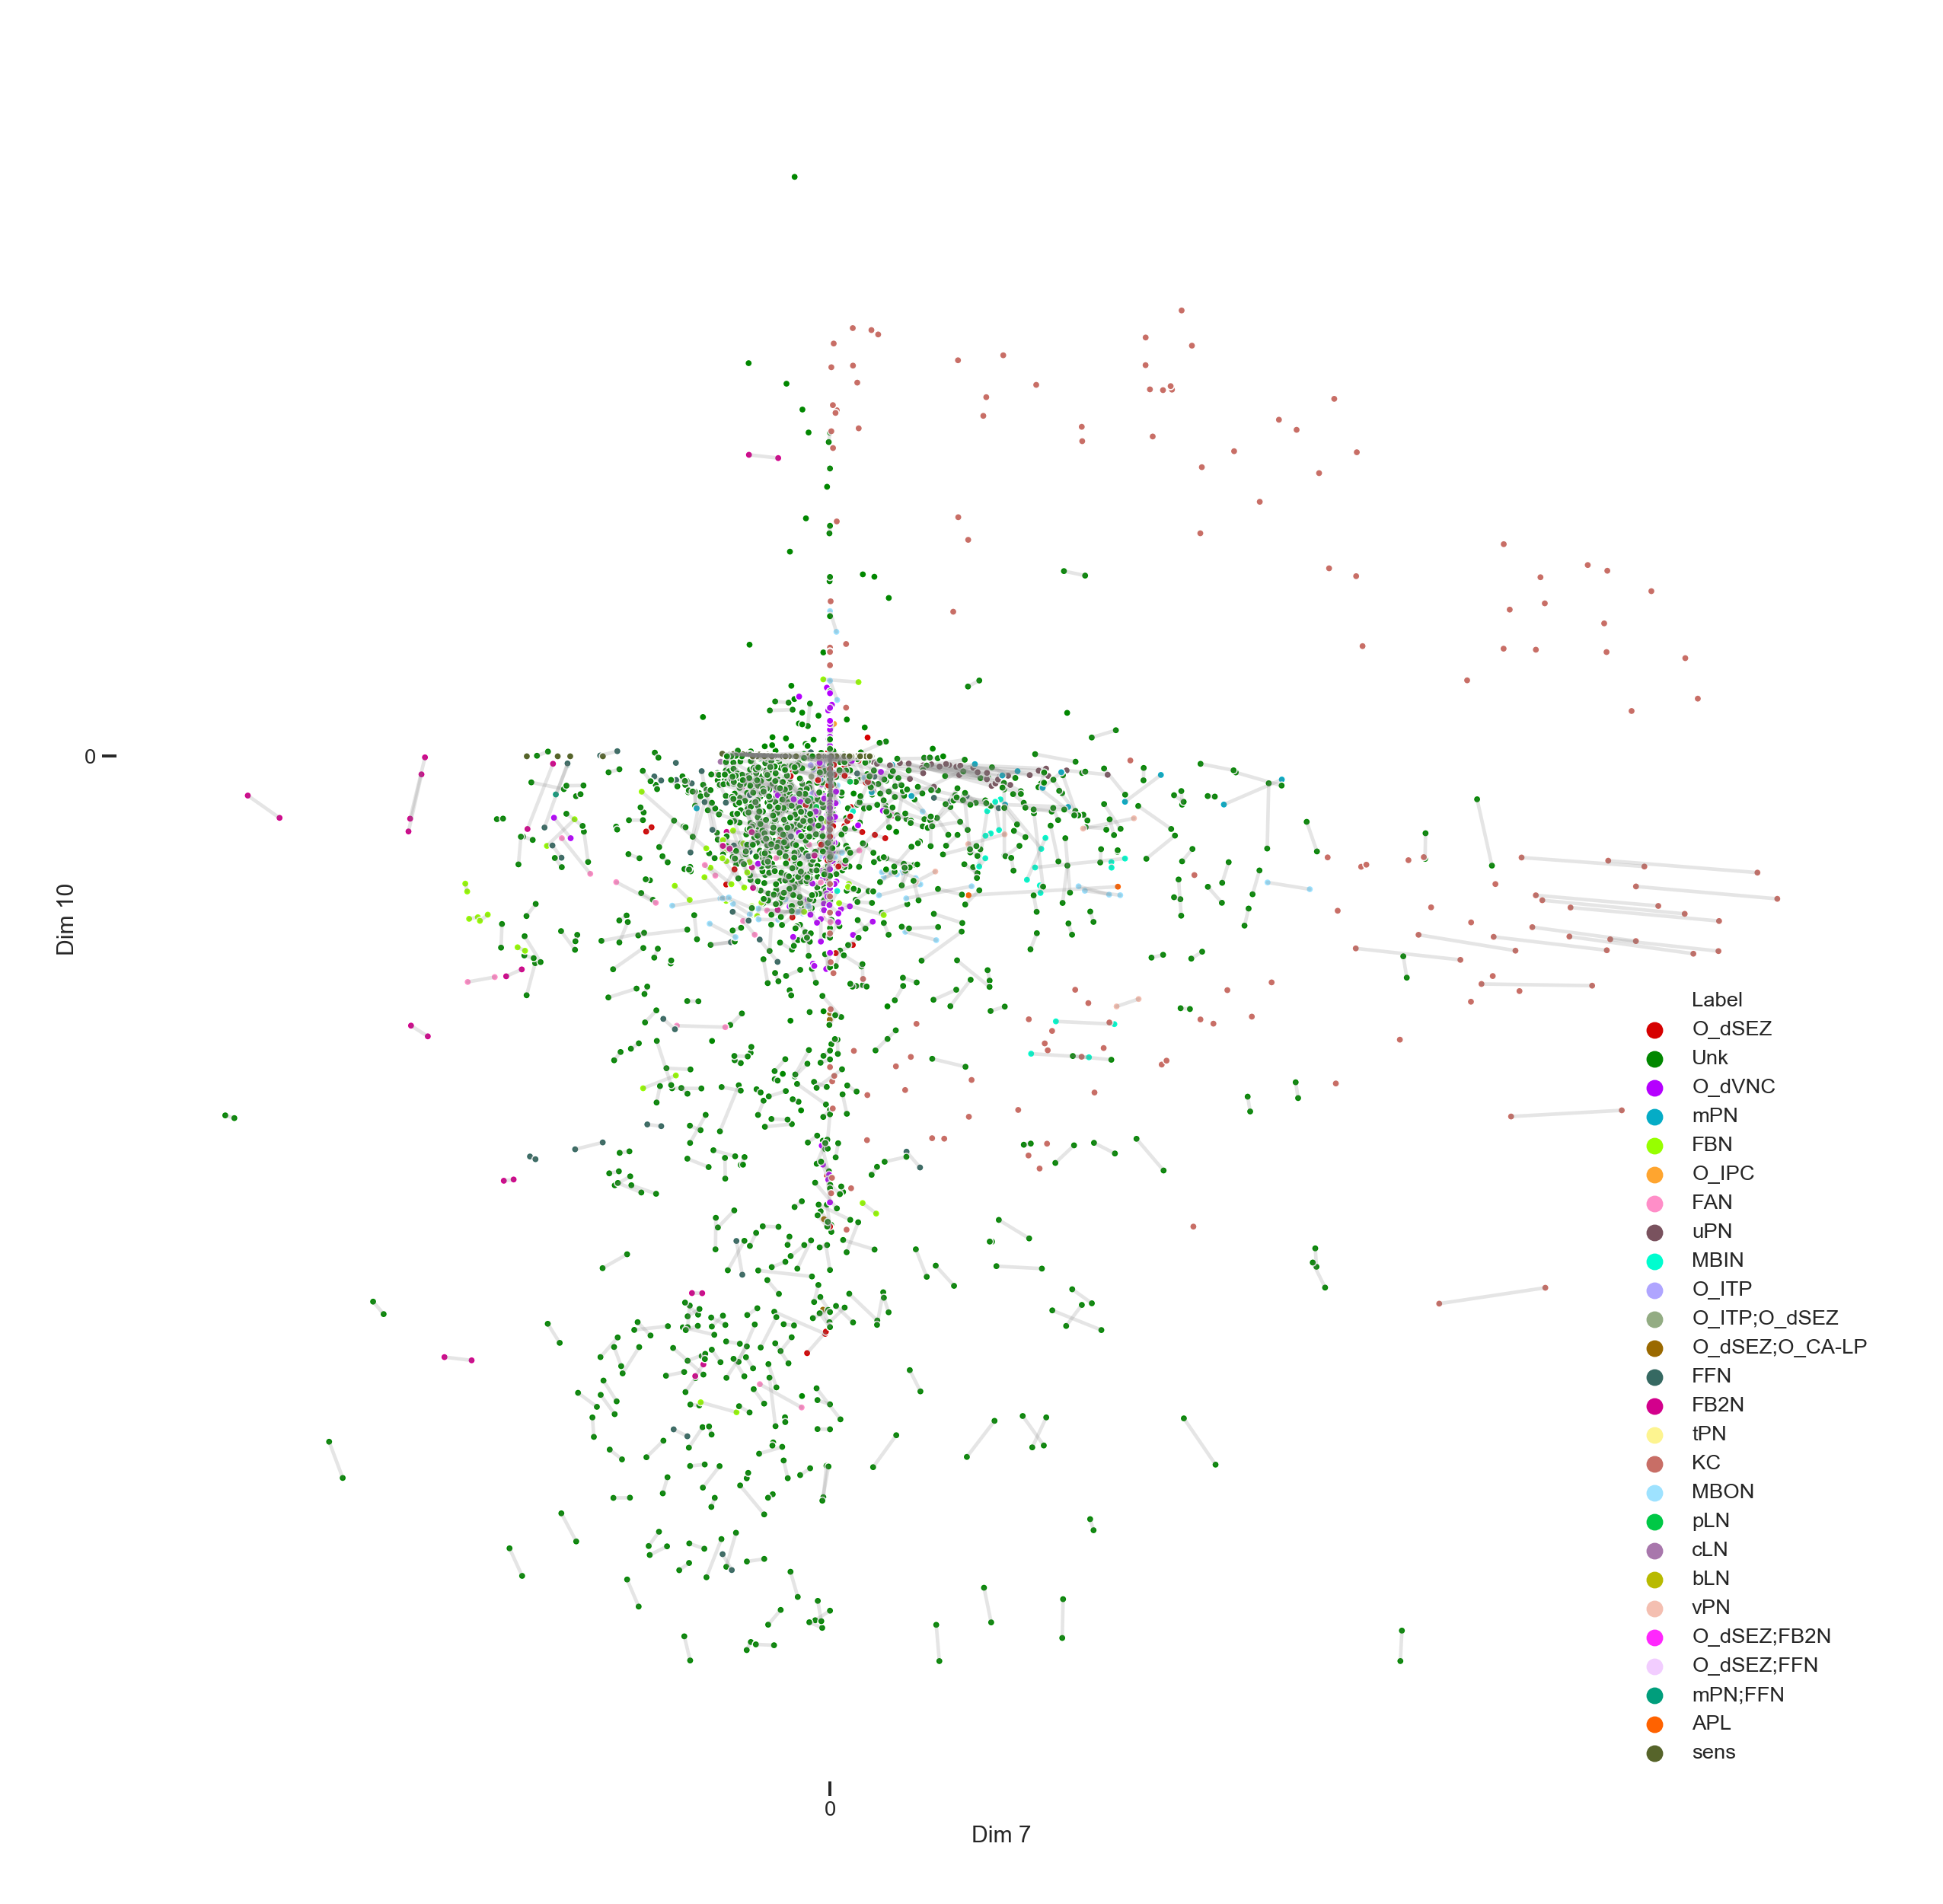 0
Dim 10
Label
O_dSEZ
Unk
O_dVNC
mPN
FBN
O_IPC
FAN
uPN
MBIN
O_ITP
O_ITP;O_dSEZ
O_dSEZ;O_CA-LP
FFN
FB2N
tPN
KC
MBON
pLN
cLN
bLN
vPN
O_dSEZ;FB2N
O_dSEZ;FFN
mPN;FFN
APL
sens
0
Dim 7